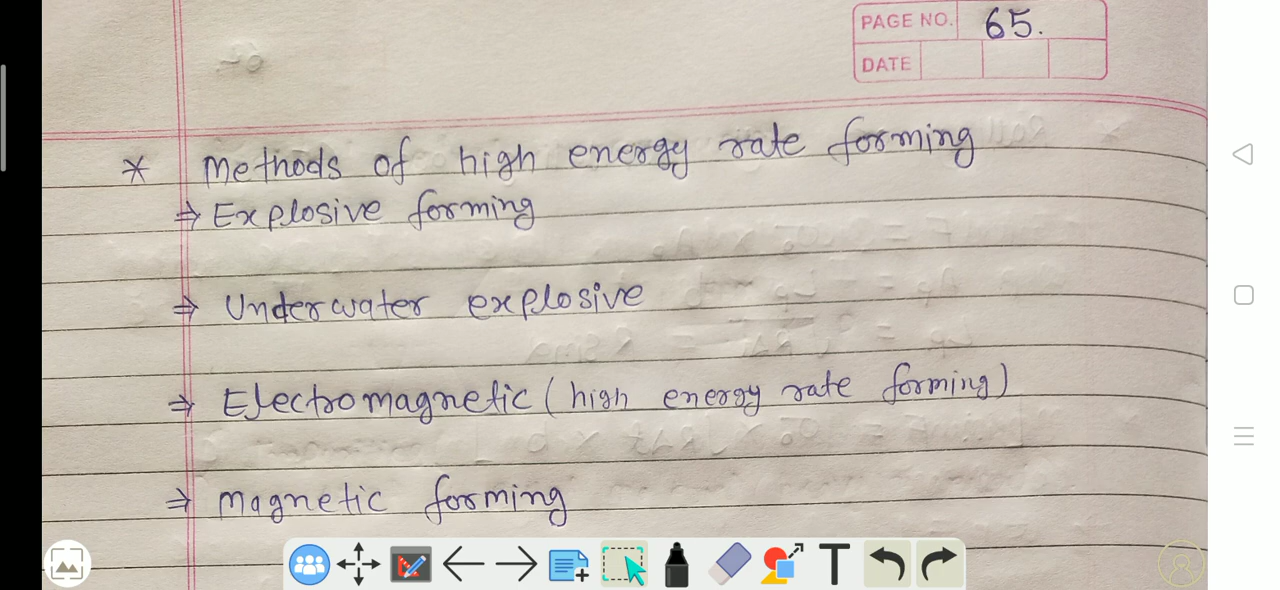 PAGE NO. 65.
DATE
* Methods of high energy rate forming
⇒ Explosive forming
⇒ Underwater explosive
⇒ Electromagnetic (high energy rate forming)
⇒ Magnetic forming
T